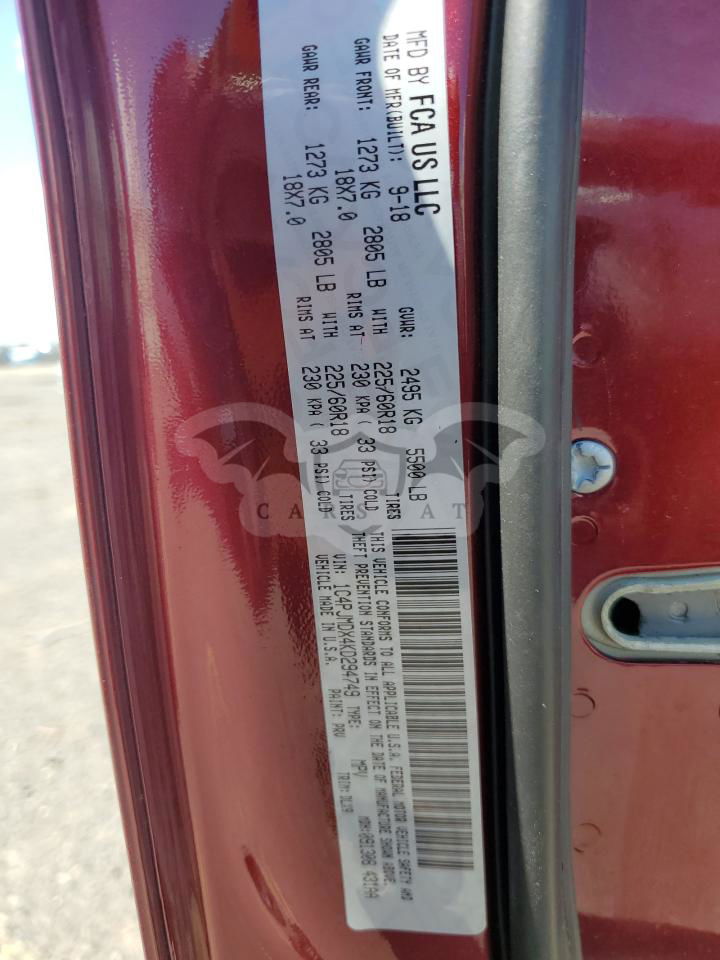 MFD BY FCA US LLC
DATE OF MFR(BUILT): 9-18 GVWR: 2495 KG 5500 LB
GAWR FRONT: 1273 KG 2805 LB WITH 225/60R18 TIRES
18X7.0 RIMS AT 230 KPA ( 33 PSI) COLD
GAWR REAR: 1273 KG 2805 LB WITH 225/60R18 TIRES
18X7.0 RIMS AT 230 KPA ( 33 PSI) COLD
THIS VEHICLE CONFORMS TO ALL APPLICABLE U.S.A. FEDERAL MOTOR VEHICLE SAFETY AND
THEFT PREVENTION STANDARDS IN EFFECT ON THE DATE OF MANUFACTURE SHOWN ABOVE.
VIN: 1C4PJMDX4KD294749 TYPE: MPV MDH:091306 431AA
VEHICLE MADE IN U.S.A. PAINT: PRV TRIM:
CARS AT